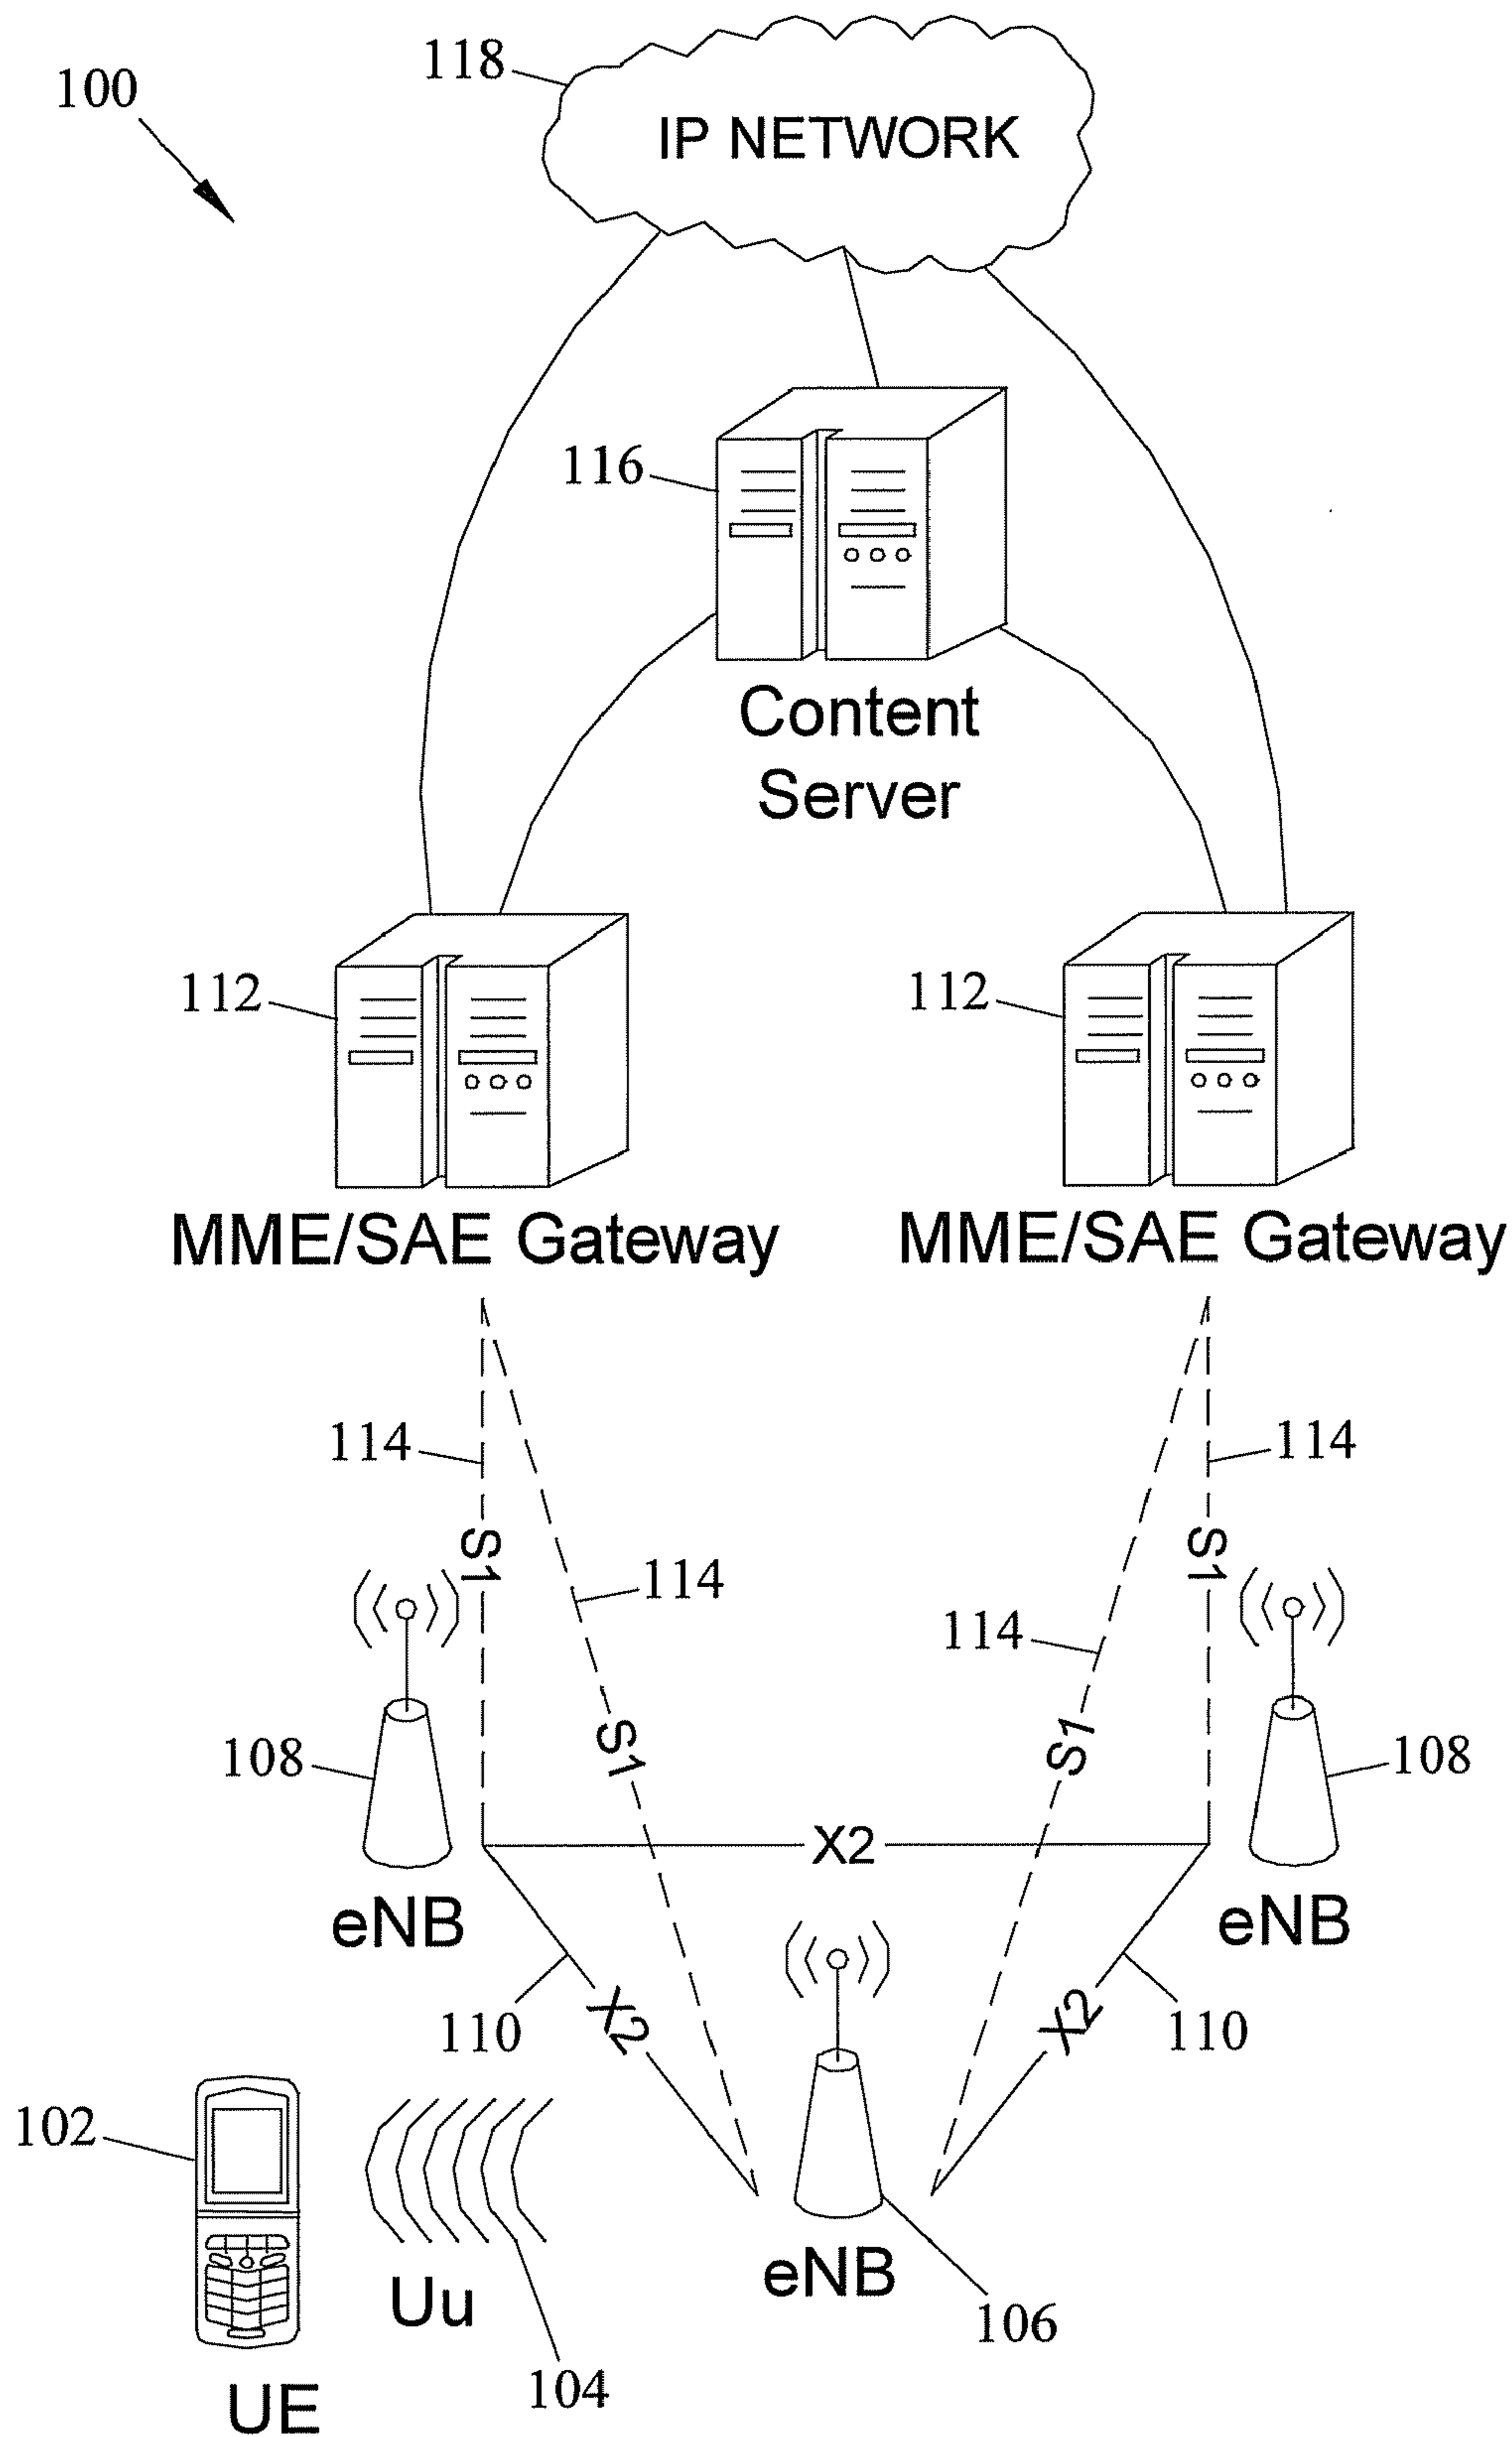 118
100
IP NETWORK
116
Content
Server
112
112
MME/SAE Gateway
MME/SAE Gateway
114
114
S1
S1
114
114
S1
S1
108
108
X2
eNB
eNB
110
X2
X2
110
102
Uu
eNB
106
104
UE